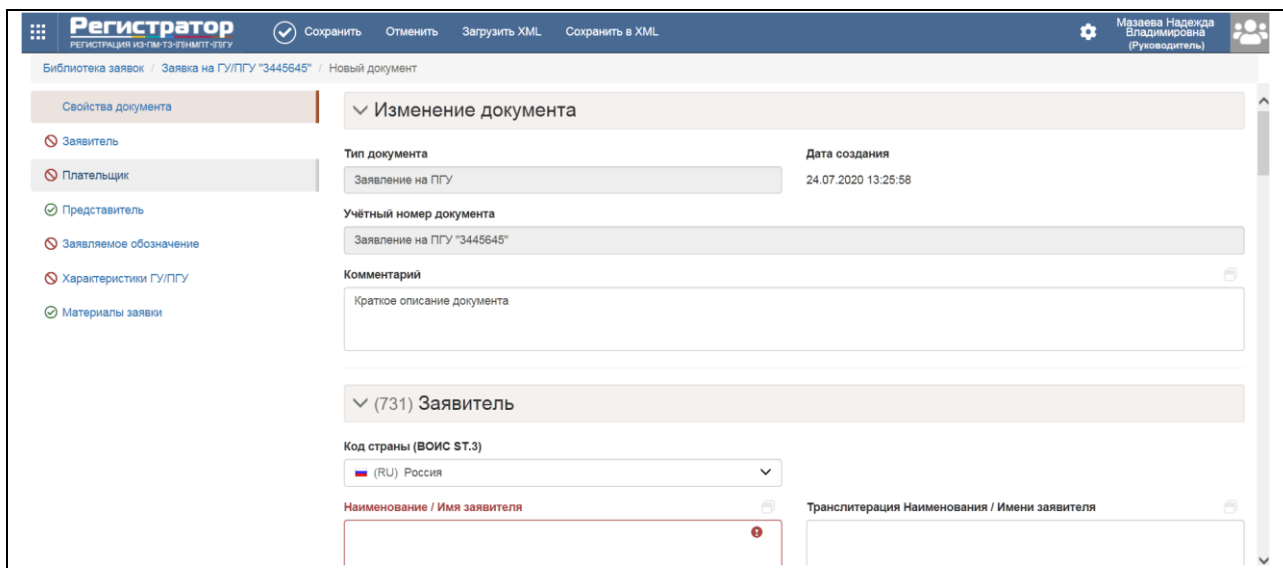 Регистратор
РЕГИСТРАЦИЯ ИЗ-ПМ-ТЗ-ПНМПТ-ПГУ
Сохранить Отменить Загрузить XML Сохранить в XML
Мазаева Надежда
Владимировна
(Руководитель)
Библиотека заявок / Заявка на ГУ/ПГУ "3445645" / Новый документ
Свойства документа
Заявитель
Плательщик
Представитель
Заявляемое обозначение
Характеристики ГУ/ПГУ
Материалы заявки
Изменение документа
Тип документа
Дата создания
Заявление на ПГУ
24.07.2020 13:25:58
Учётный номер документа
Заявление на ПГУ "3445645"
Комментарий
Краткое описание документа
(731) Заявитель
Код страны (ВОИС ST.3)
(RU) Россия
Наименование / Имя заявителя
Транслитерация Наименования / Имени заявителя